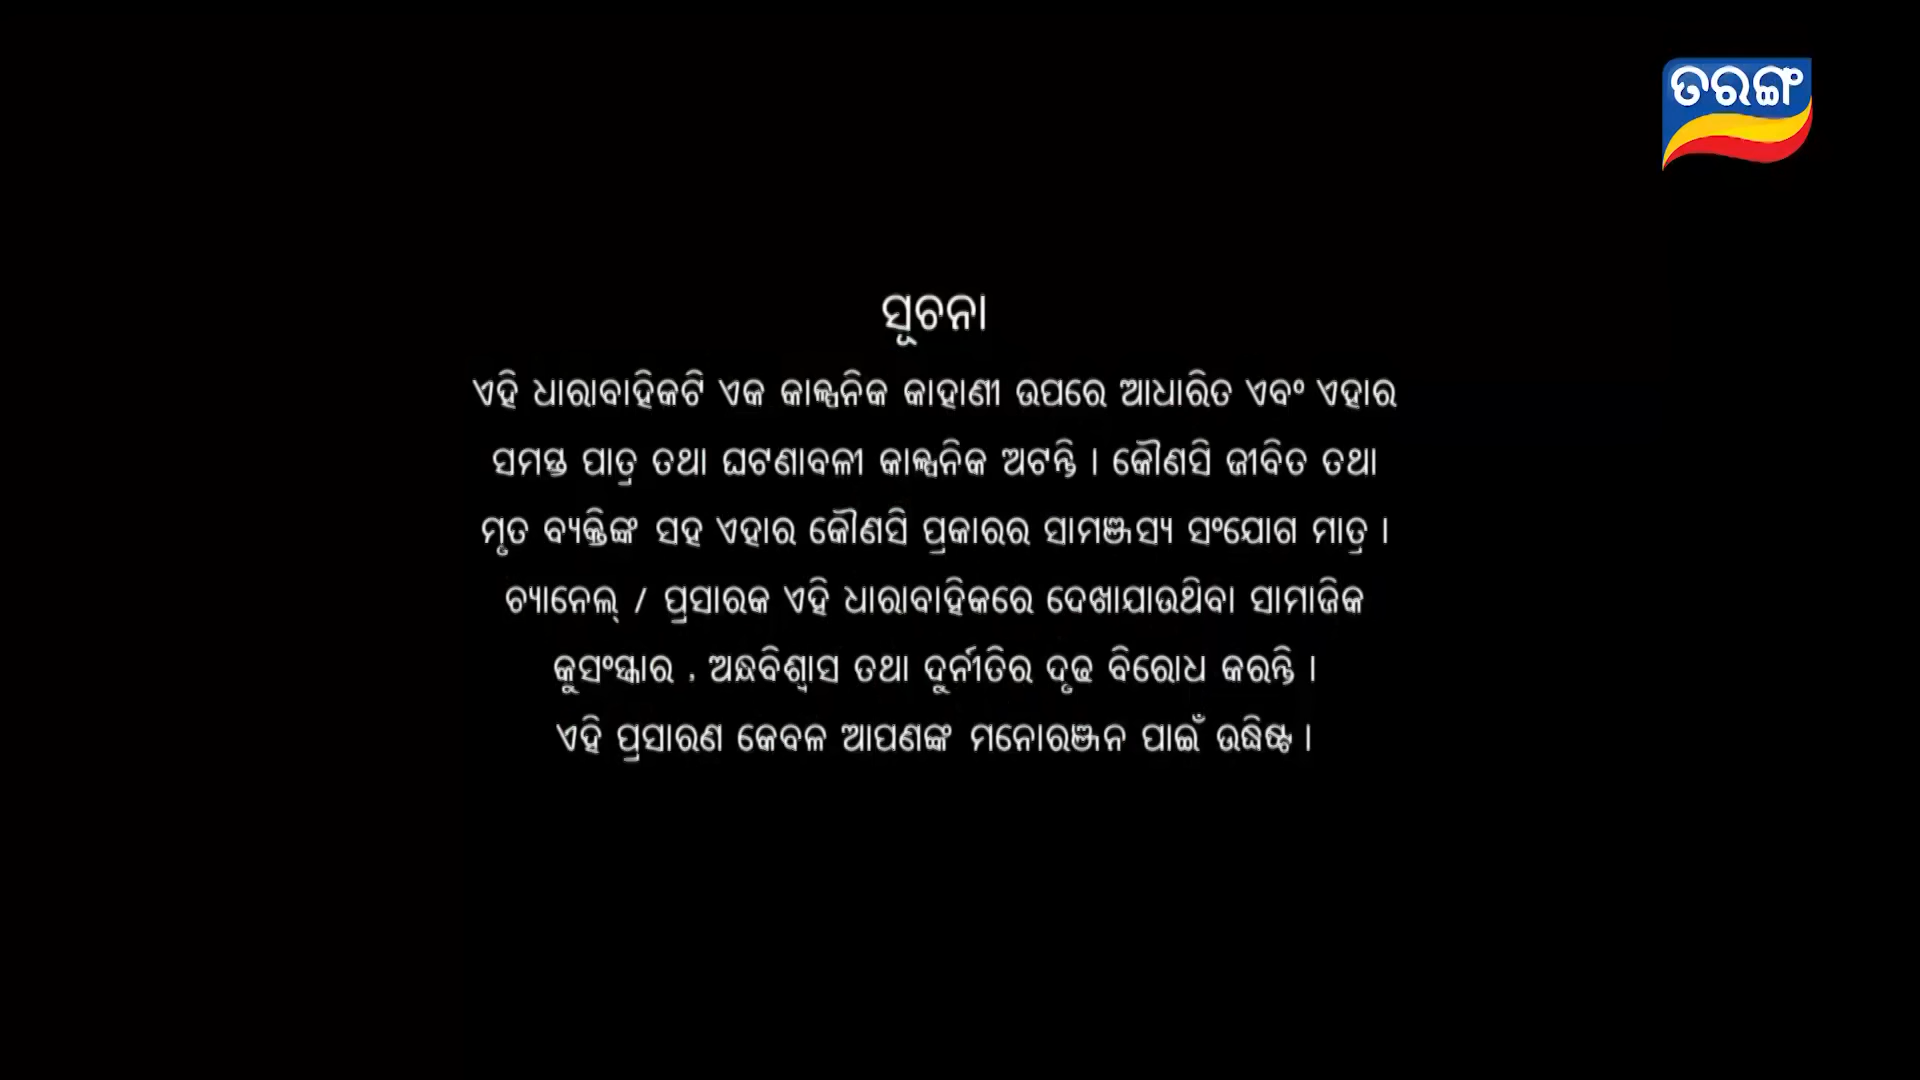 ତରଙ୍ଗ
ସୂଚନା
ଏହି ଧାରାବାହିକଟି ଏକ କାଳ୍ପନିକ କାହାଣୀ ଉପରେ ଆଧାରିତ ଏବଂ ଏହାର
ସମସ୍ତ ପାତ୍ର ତଥା ଘଟଣାବଳୀ କାଳ୍ପନିକ ଅଟନ୍ତି । କୌଣସି ଜୀବିତ ତଥା
ମୃତ ବ୍ୟକ୍ତିଙ୍କ ସହ ଏହାର କୌଣସି ପ୍ରକାରର ସାମଞ୍ଜସ୍ୟ ସଂଯୋଗ ମାତ୍ର ।
ଚ୍ୟାନେଲ୍ / ପ୍ରସାରକ ଏହି ଧାରାବାହିକରେ ଦେଖାଯାଉଥିବା ସାମାଜିକ
କୁସଂସ୍କାର , ଅନ୍ଧବିଶ୍ୱାସ ତଥା ଦୁର୍ନୀତିର ଦୃଢ଼ ବିରୋଧ କରନ୍ତି ।
ଏହି ପ୍ରସାରଣ କେବଳ ଆପଣଙ୍କ ମନୋରଞ୍ଜନ ପାଇଁ ଉଦ୍ଧିଷ୍ଟ ।